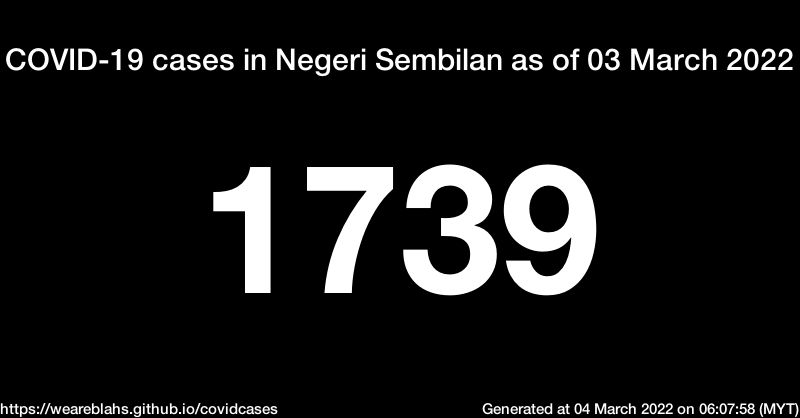 COVID-19 cases in Negeri Sembilan as of 03 March 2022
1739
https://weareblahs.github.io/covidcases
Generated at 04 March 2022 on 06:07:58 (MYT)